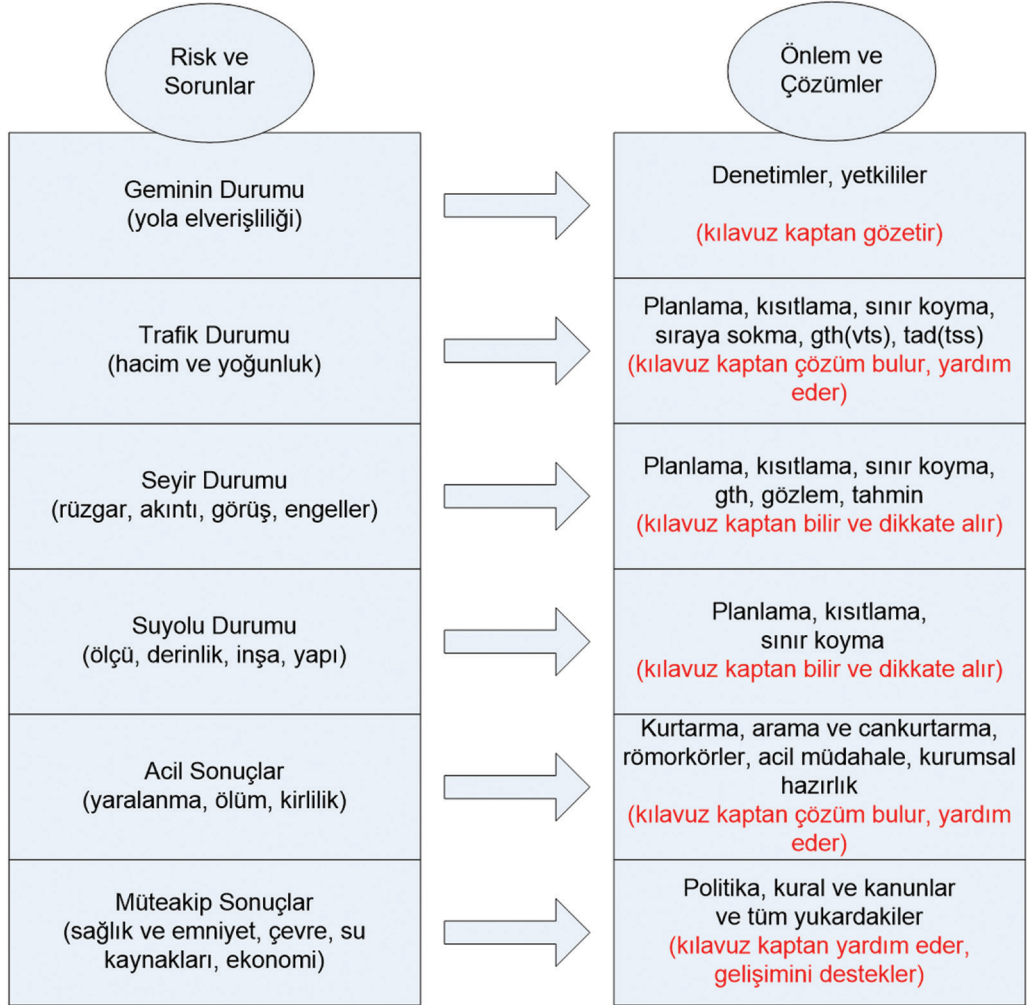 Risk ve
Sorunlar
Önlem ve
Çözümler
Geminin Durumu
(yola elverişliliği)
Denetimler, yetkililer
(kılavuz kaptan gözetir)
Trafik Durumu
(hacim ve yoğunluk)
Planlama, kısıtlama, sınır koyma,
sıraya sokma, gth(vts), tad(tss)
(kılavuz kaptan çözüm bulur, yardım
eder)
Seyir Durumu
(rüzgar, akıntı, görüş, engeller)
Planlama, kısıtlama, sınır koyma,
gth, gözlem, tahmin
(kılavuz kaptan bilir ve dikkate alır)
Suyolu Durumu
(ölçü, derinlik, inşa, yapı)
Planlama, kısıtlama,
sınır koyma
(kılavuz kaptan bilir ve dikkate alır)
Acil Sonuçlar
(yaralanma, ölüm, kirlilik)
Kurtarma, arama ve cankurtarma,
römorkörler, acil müdahale, kurumsal
hazırlık
(kılavuz kaptan çözüm bulur, yardım
eder)
Müteakip Sonuçlar
(sağlık ve emniyet, çevre, su
kaynakları, ekonomi)
Politika, kural ve kanunlar
ve tüm yukardakiler
(kılavuz kaptan yardım eder,
gelişimini destekler)